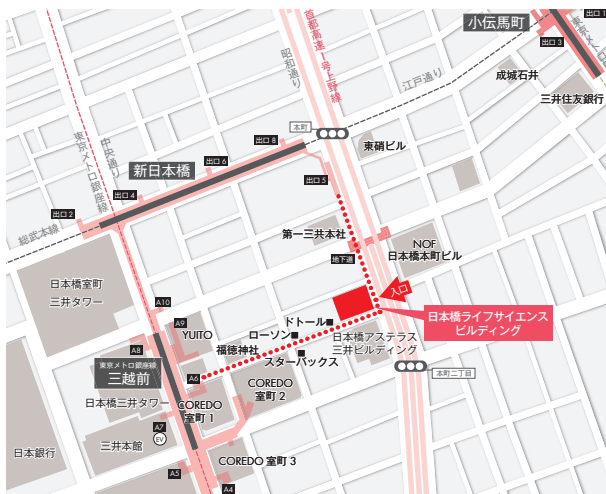 小伝馬町
出口 1
出口 3
東京メトロ
首都高速1号上野線
昭和通り
江戸通り
成城石井
三井住友銀行
本町
東硝ビル
出口 8
出口 6
新日本橋
出口 5
出口 4
出口 2
中央通り
東京メトロ銀座線
総武本線
第一三共本社
地下道
NOF
日本橋本町ビル
入口
日本橋ライフサイエンス
ビルディング
日本橋室町
三井タワー
A10
A9
YUITO
A8
ドトール
ローソン
福徳神社
スターバックス
日本橋アステラス
三井ビルディング
本町二丁目
東京メトロ銀座線
三越前
A6
COREDO
室町 1
COREDO
室町 2
日本橋三井タワー
A7
EV
三井本館
日本銀行
COREDO 室町 3
A5
A4